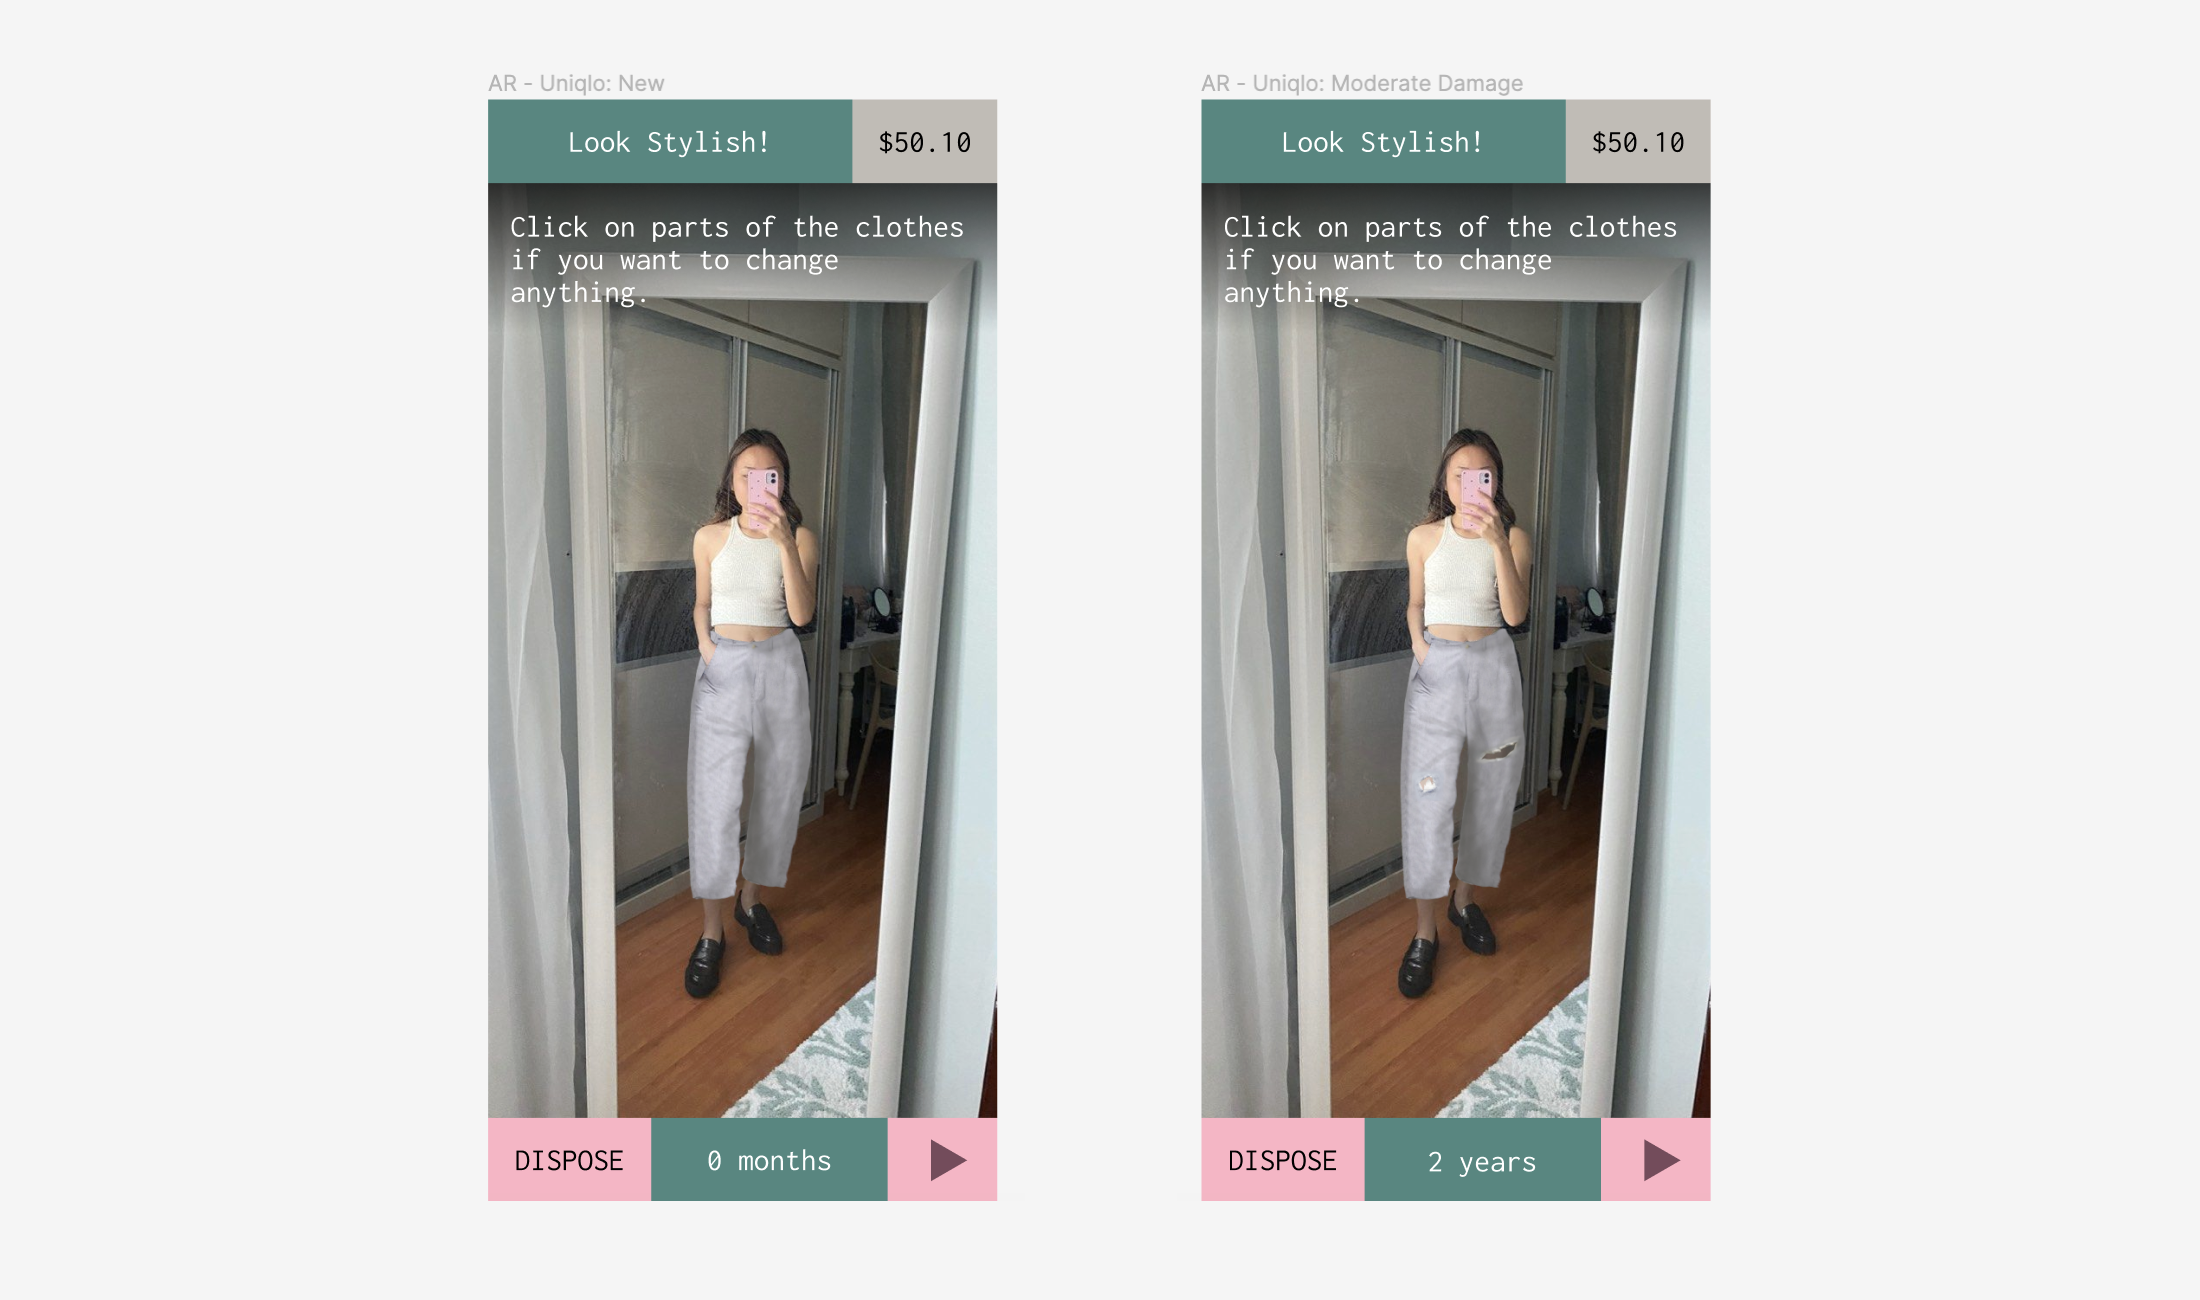 AR - Uniqlo: New
Look Stylish!
$50.10
Click on parts of the clothes
if you want to change
anything.
DISPOSE
0 months
AR - Uniqlo: Moderate Damage
Look Stylish!
$50.10
Click on parts of the clothes
if you want to change
anything.
DISPOSE
2 years